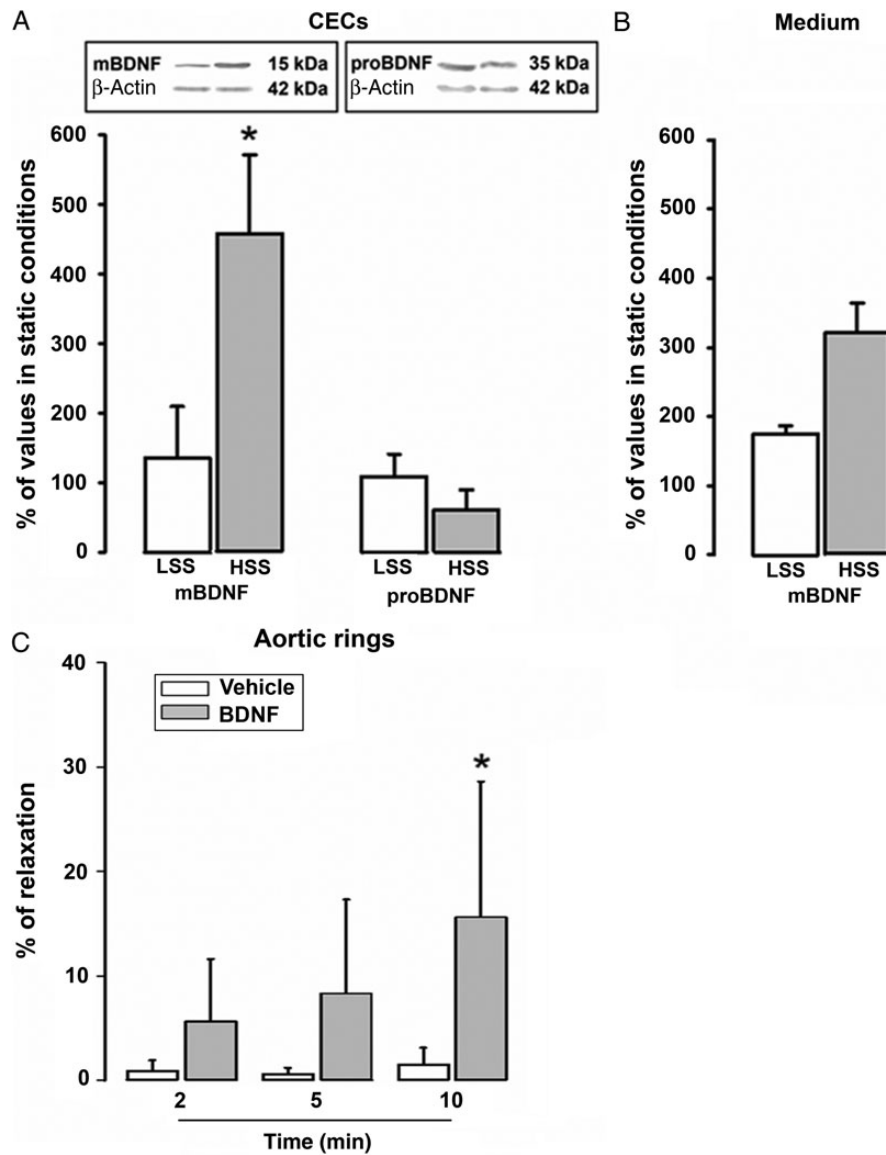 A
CECs
mBDNF 15 kDa
β-Actin 42 kDa
proBDNF 35 kDa
β-Actin 42 kDa
% of values in static conditions
600
500
400
300
200
100
0
*
LSS HSS
mBDNF
LSS HSS
proBDNF
B
Medium
% of values in static conditions
600
500
400
300
200
100
0
LSS HSS
mBDNF
C
Aortic rings
Vehicle
BDNF
% of relaxation
40
30
20
10
0
*
2 5 10
Time (min)